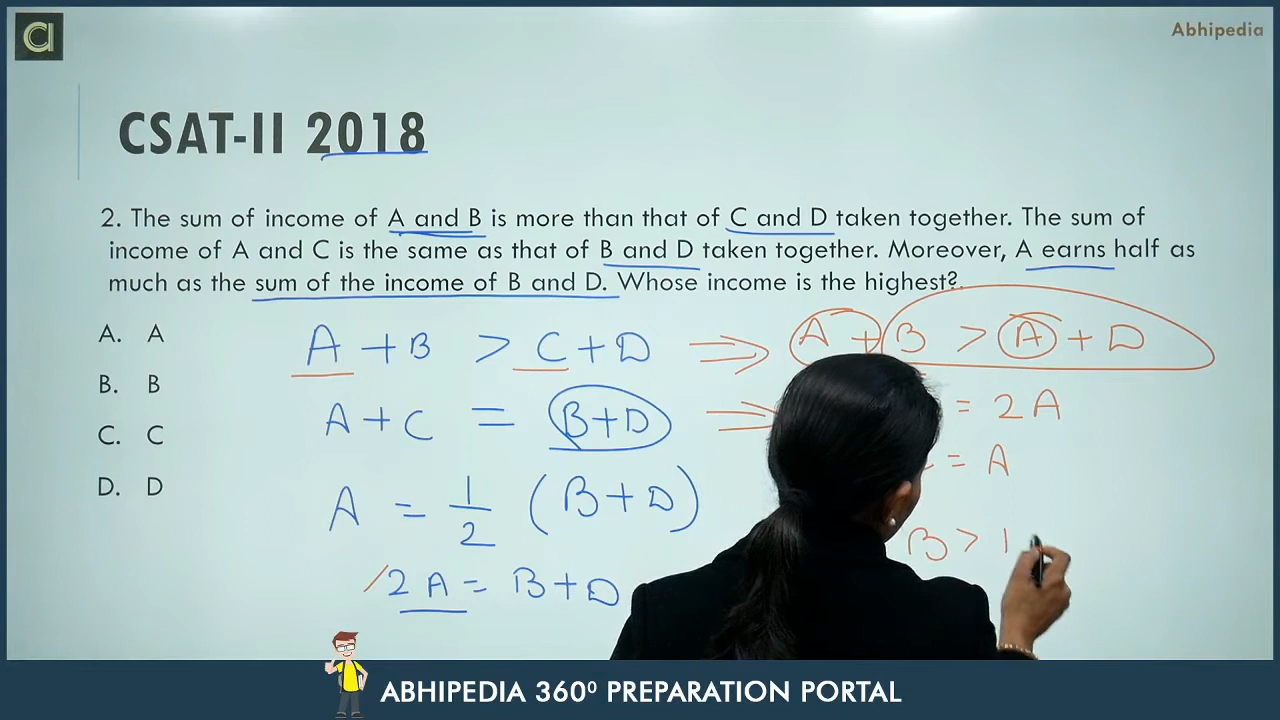 Abhipedia
CSAT-II 2018
2. The sum of income of A and B is more than that of C and D taken together. The sum of
income of A and C is the same as that of B and D taken together. Moreover, A earns half as
much as the sum of the income of B and D. Whose income is the highest?
A. A
B. B
C. C
D. D
A + B > C + D ⇒ A + B > A + D
A + C = B + D ⇒ = 2A
= A
A = 1/2 (B + D)
B >
2A = B + D
ABHIPEDIA 360⁰ PREPARATION PORTAL